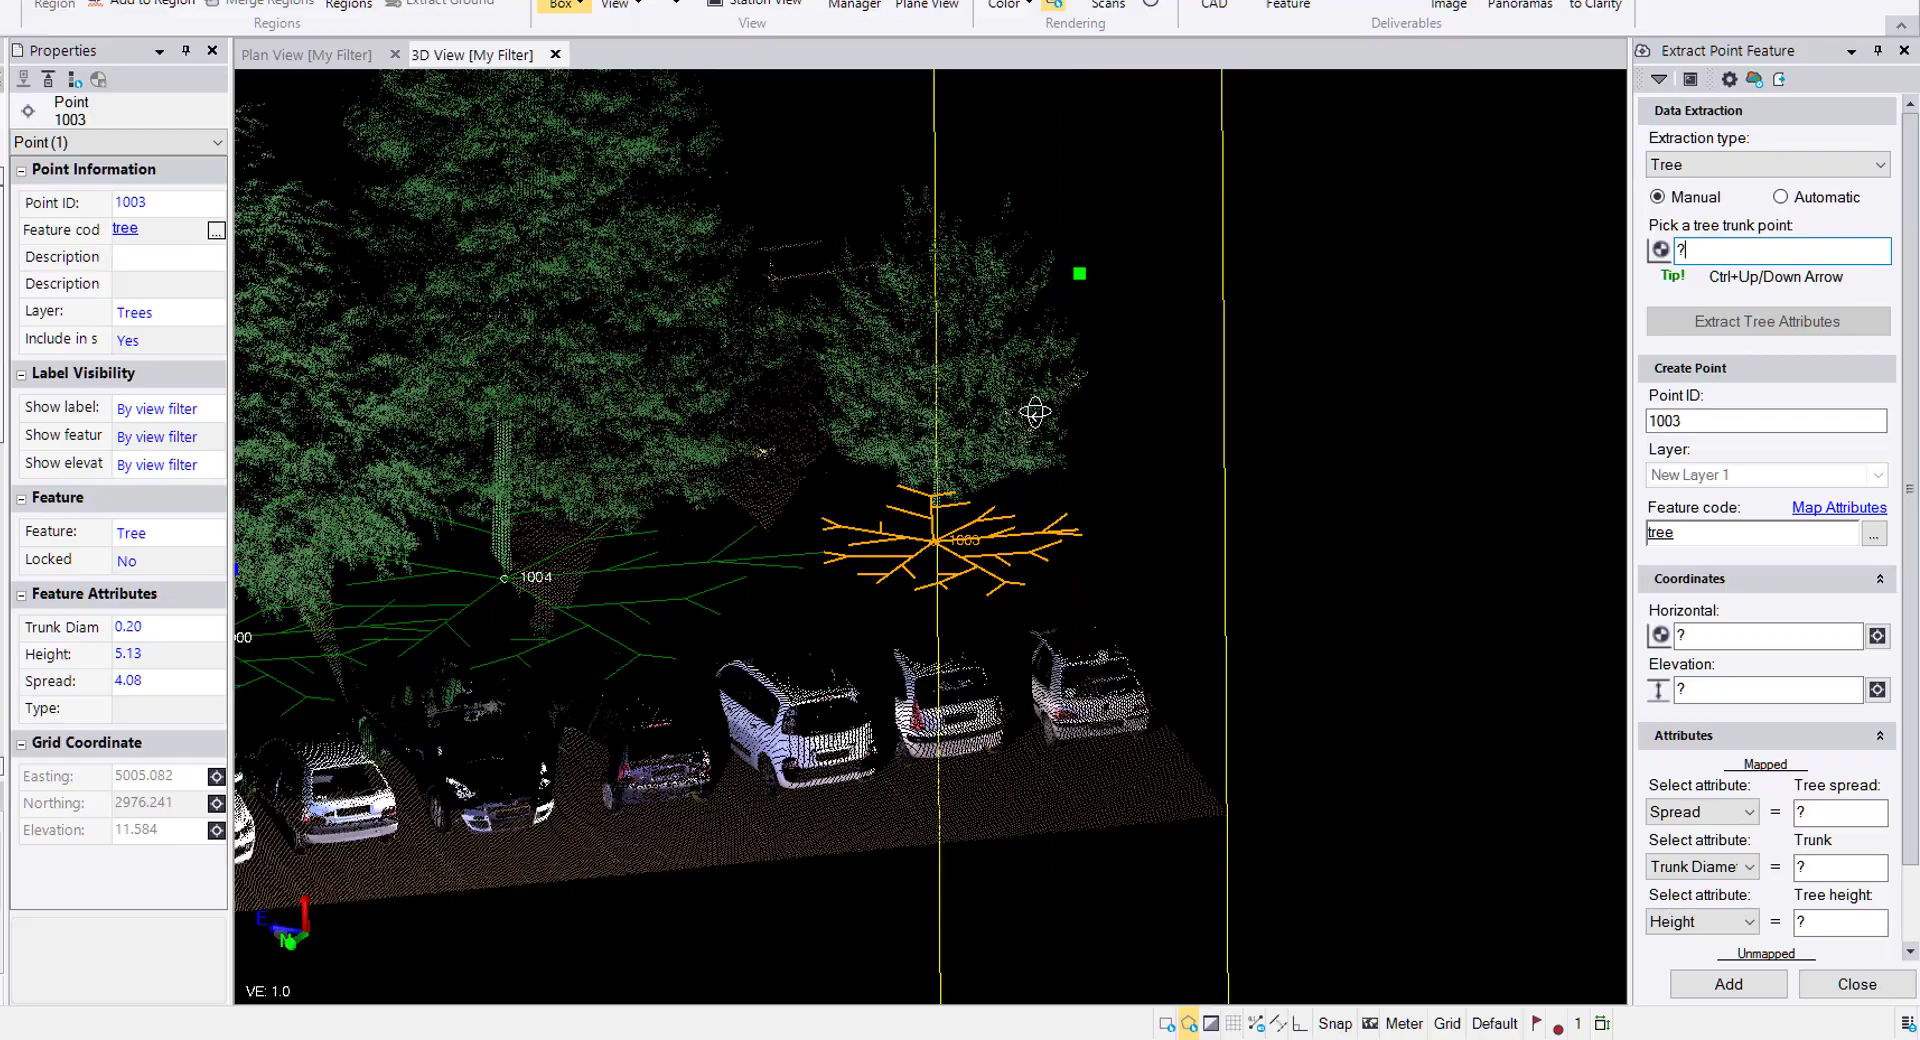 Region
Add to Region
Merge Regions
Regions
Extract Ground
Box
View
Station View
Manager
Plane View
Color
Scans
CAD
Feature
Image
Panoramas
to Clarity
Regions
View
Rendering
Deliverables
Properties
Plan View [My Filter]
3D View [My Filter]
Extract Point Feature
Point
1003
Point (1)
Point Information
Point ID: 1003
Feature cod tree ...
Description
Description
Layer: Trees
Include in s Yes
Label Visibility
Show label: By view filter
Show featur By view filter
Show elevat By view filter
Feature
Feature: Tree
Locked No
Feature Attributes
Trunk Diam 0.20
Height: 5.13
Spread: 4.08
Type:
Grid Coordinate
Easting: 5005.082
Northing: 2976.241
Elevation: 11.584
1003
1004
00
E
N
VE: 1.0
Data Extraction
Extraction type:
Tree
Manual Automatic
Pick a tree trunk point:
?
Tip! Ctrl+Up/Down Arrow
Extract Tree Attributes
Create Point
Point ID:
1003
Layer:
New Layer 1
Feature code: Map Attributes
tree ...
Coordinates
Horizontal:
?
Elevation:
?
Attributes
Mapped
Select attribute: Tree spread:
Spread = ?
Select attribute: Trunk
Trunk Diame = ?
Select attribute: Tree height:
Height = ?
Unmapped
Add Close
Snap Meter Grid Default 1